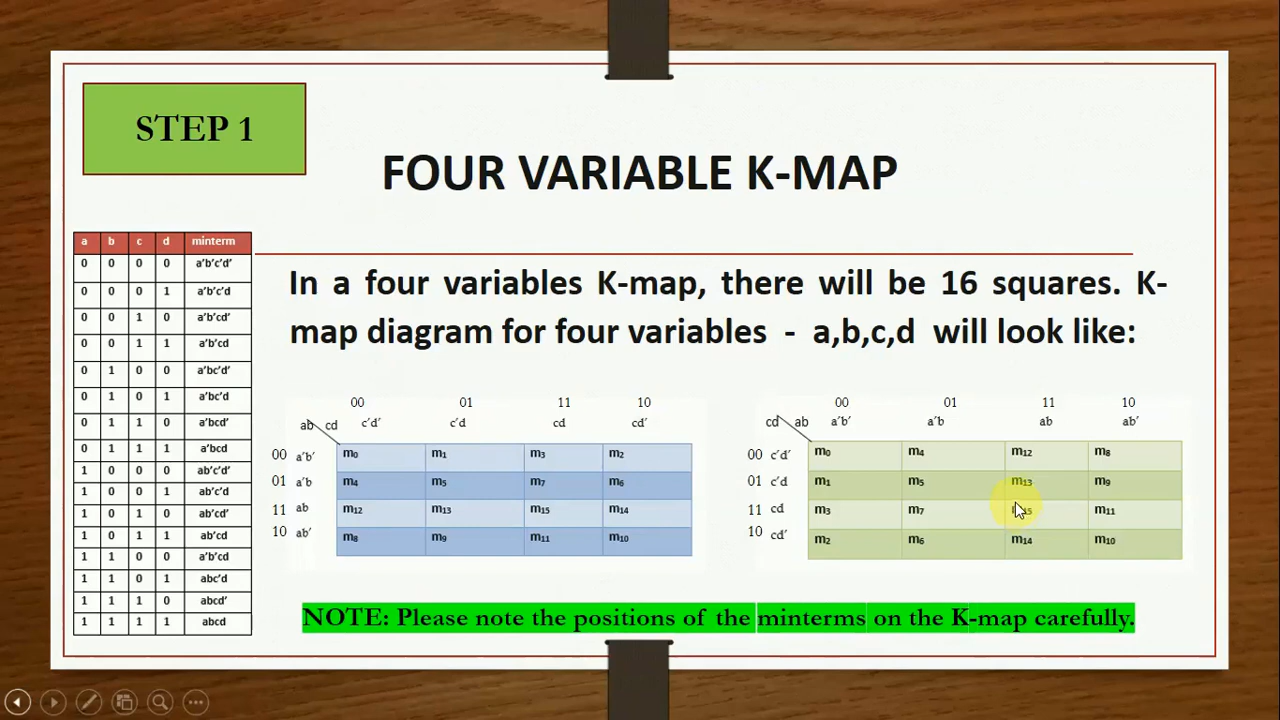 STEP 1
FOUR VARIABLE K-MAP
a b c d minterm
0 0 0 0 a'b'c'd'
0 0 0 1 a'b'c'd
0 0 1 0 a'b'cd'
0 0 1 1 a'b'cd
0 1 0 0 a'bc'd'
0 1 0 1 a'bc'd
0 1 1 0 a'bcd'
0 1 1 1 a'bcd
1 0 0 0 ab'c'd'
1 0 0 1 ab'c'd
1 0 1 0 ab'cd'
1 0 1 1 ab'cd
1 1 0 0 a'b'cd
1 1 0 1 abc'd
1 1 1 0 abcd'
1 1 1 1 abcd
In a four variables K-map, there will be 16 squares. K-
map diagram for four variables - a,b,c,d will look like:
00 01 11 10
ab cd c'd' c'd cd cd'
00 a'b' m₀ m₁ m₃ m₂
01 a'b m₄ m₅ m₇ m₆
11 ab m₁₂ m₁₃ m₁₅ m₁₄
10 ab' m₈ m₉ m₁₁ m₁₀
00 01 11 10
cd ab a'b' a'b ab ab'
00 c'd' m₀ m₄ m₁₂ m₈
01 c'd m₁ m₅ m₁₃ m₉
11 cd m₃ m₇ m₁₅ m₁₁
10 cd' m₂ m₆ m₁₄ m₁₀
NOTE: Please note the positions of the minterms on the K-map carefully.